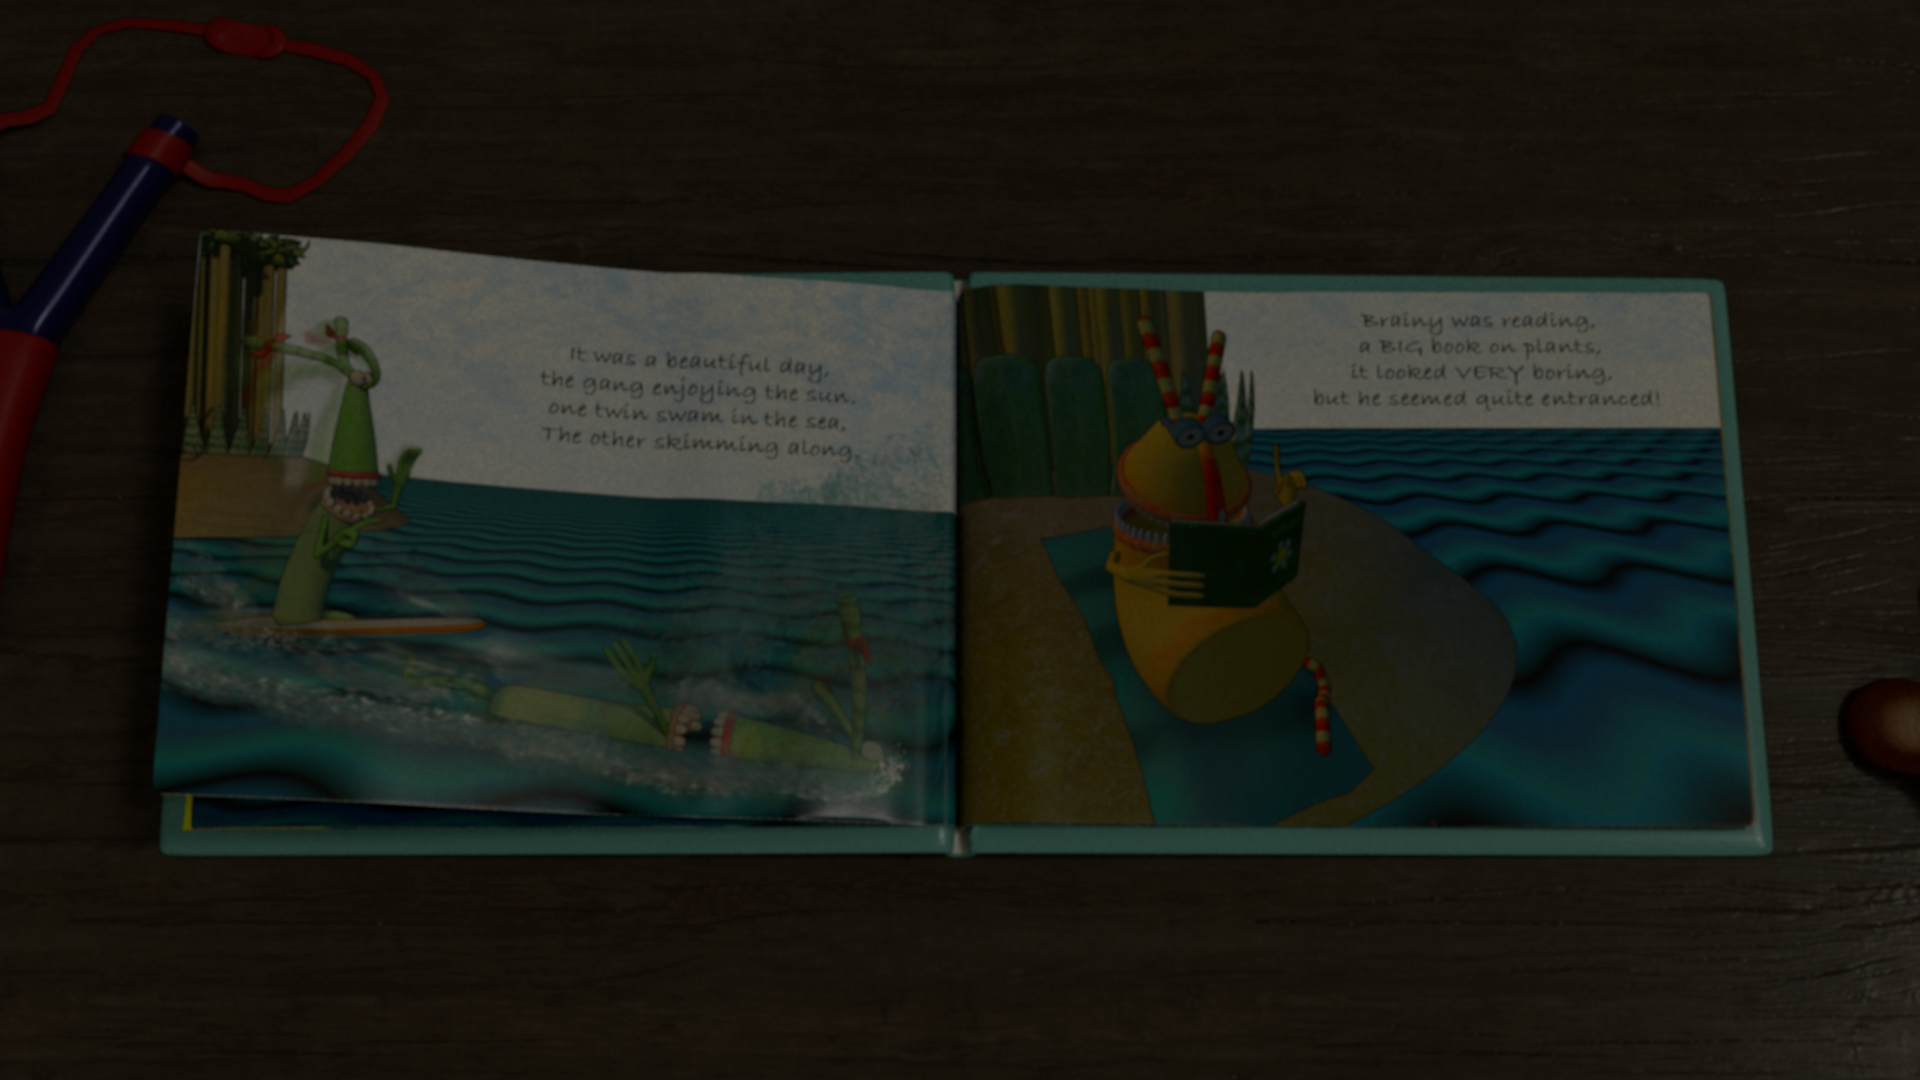 It was a beautiful day,
the gang enjoying the sun.
one twin swam in the sea,
The other skimming along.
Brainy was reading,
a BIG book on plants,
it looked VERY boring,
but he seemed quite entranced!